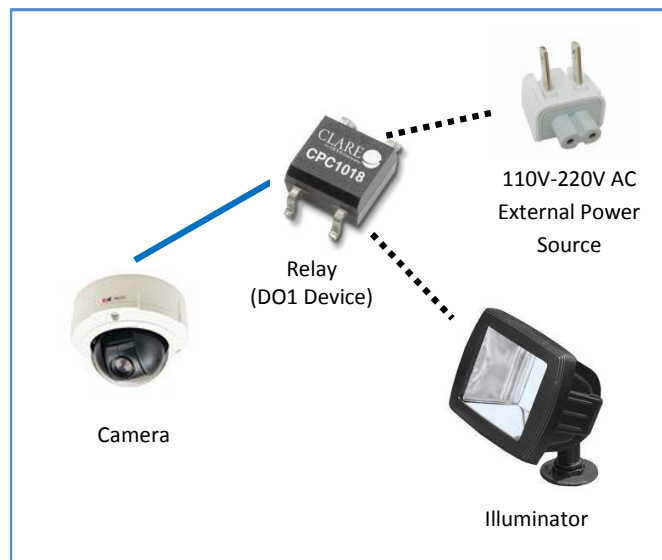 CLARE
CPC1018
110V-220V AC
External Power
Source
Relay
(DO1 Device)
Camera
Illuminator